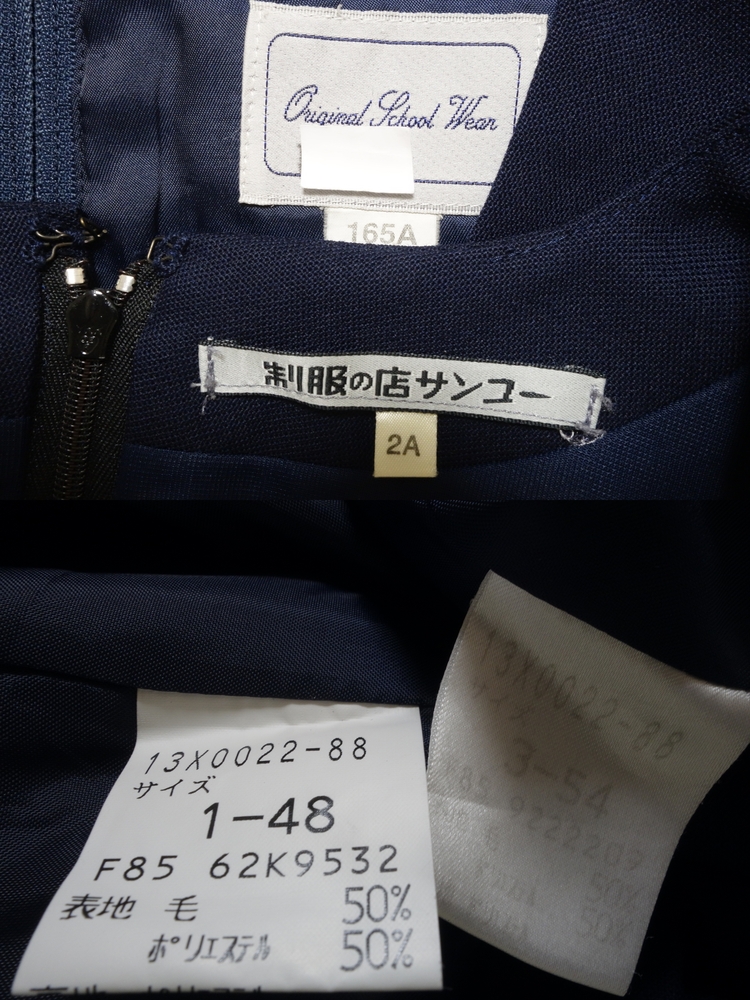 Original School Wear
165A
制服の店サンコー
2A
13X0022-88
サイズ
1-48
F85 62K9532
表地 毛 50%
ポリエステル 50%
13X0022-88
サイズ
3-54
50%
50%